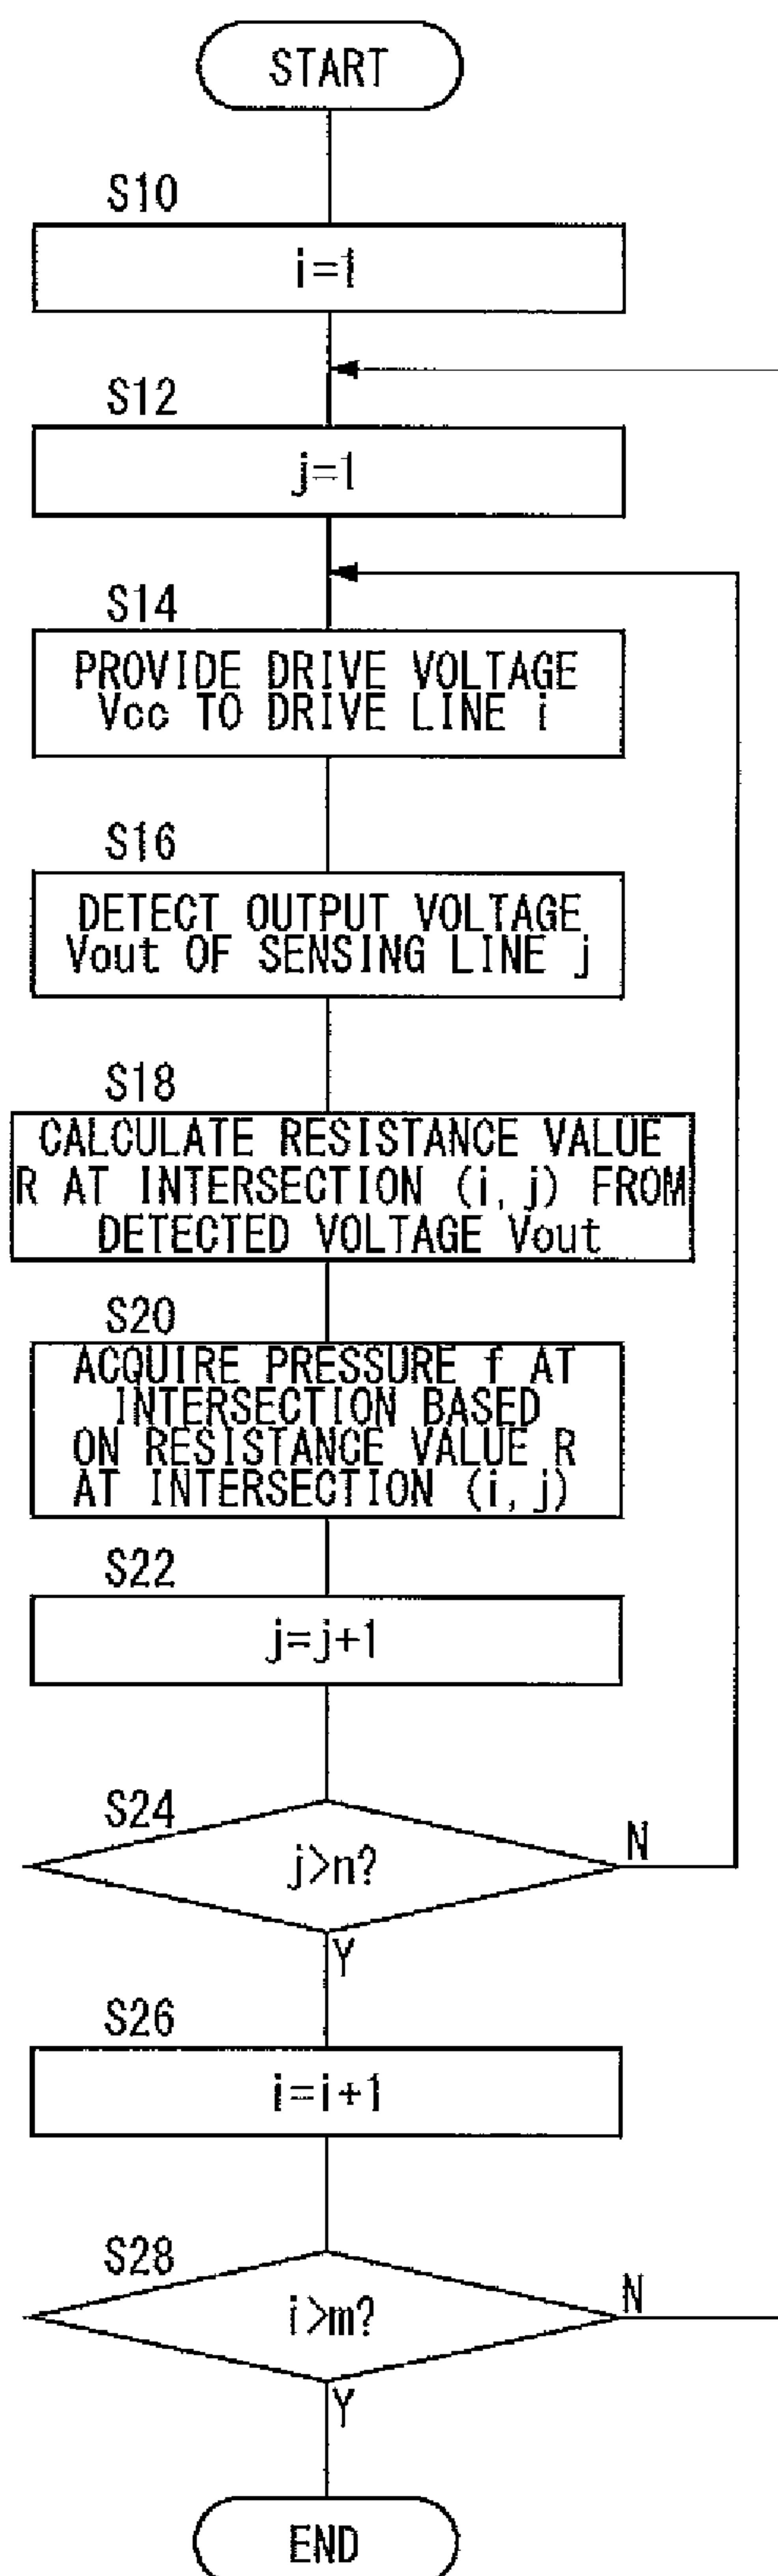 START
S10
i=1
S12
j=1
S14
PROVIDE DRIVE VOLTAGE
Vcc TO DRIVE LINE i
S16
DETECT OUTPUT VOLTAGE
Vout OF SENSING LINE j
S18
CALCULATE RESISTANCE VALUE
R AT INTERSECTION (i, j) FROM
DETECTED VOLTAGE Vout
S20
ACQUIRE PRESSURE f AT
INTERSECTION BASED
ON RESISTANCE VALUE R
AT INTERSECTION (i, j)
S22
j=j+1
S24
j>n?
N
Y
S26
i=i+1
S28
i>m?
N
Y
END